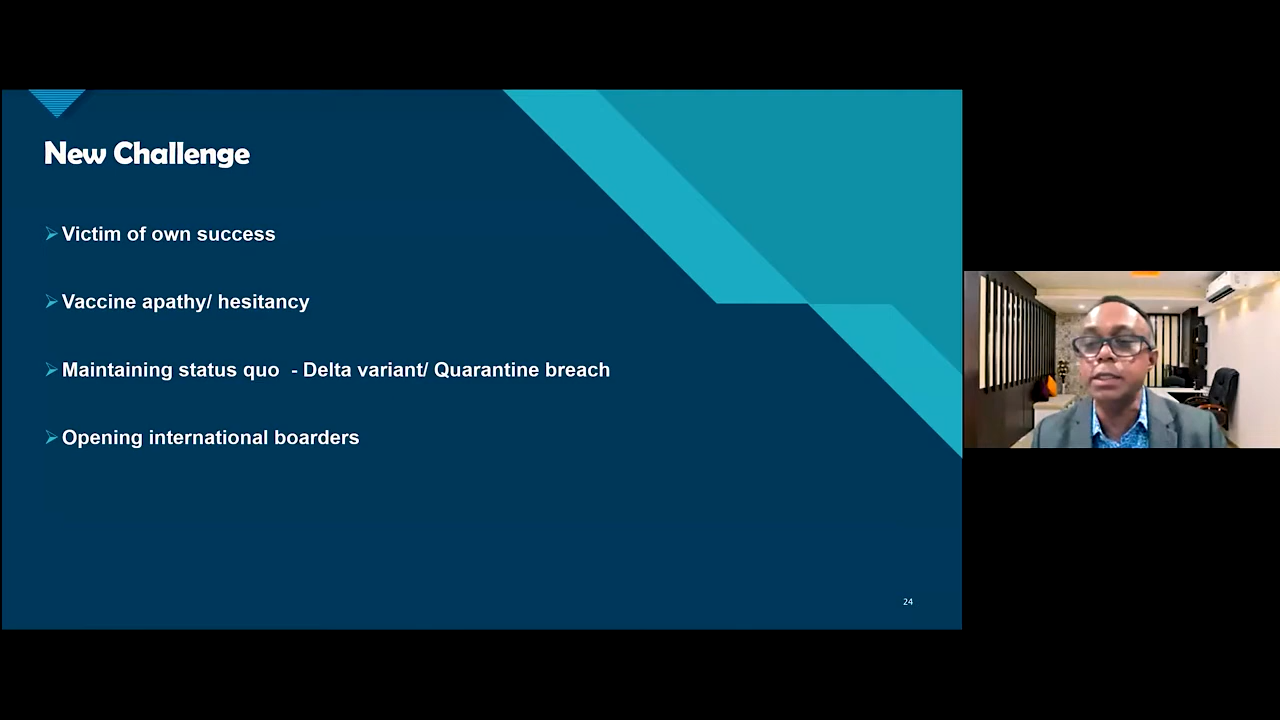 New Challenge
Victim of own success
Vaccine apathy/ hesitancy
Maintaining status quo - Delta variant/ Quarantine breach
Opening international boarders
24